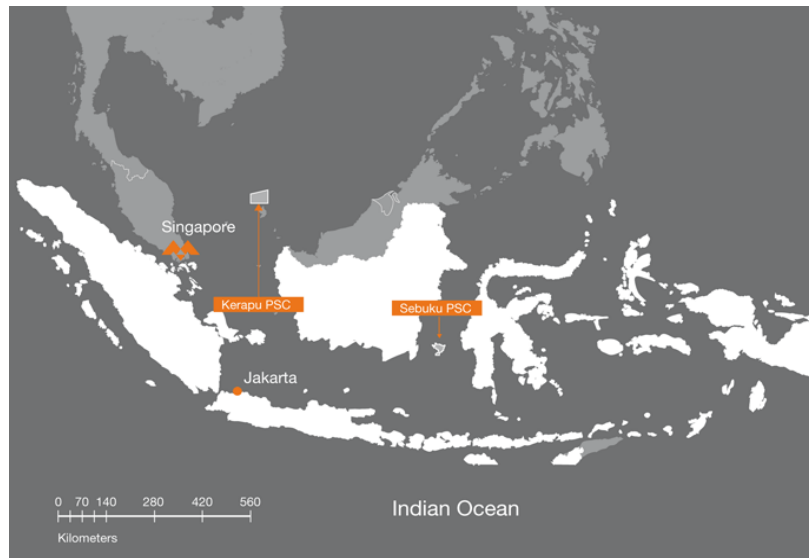 Singapore
Kerapu PSC
Sebuku PSC
Jakarta
Indian Ocean
0 70 140 280 420 560
Kilometers